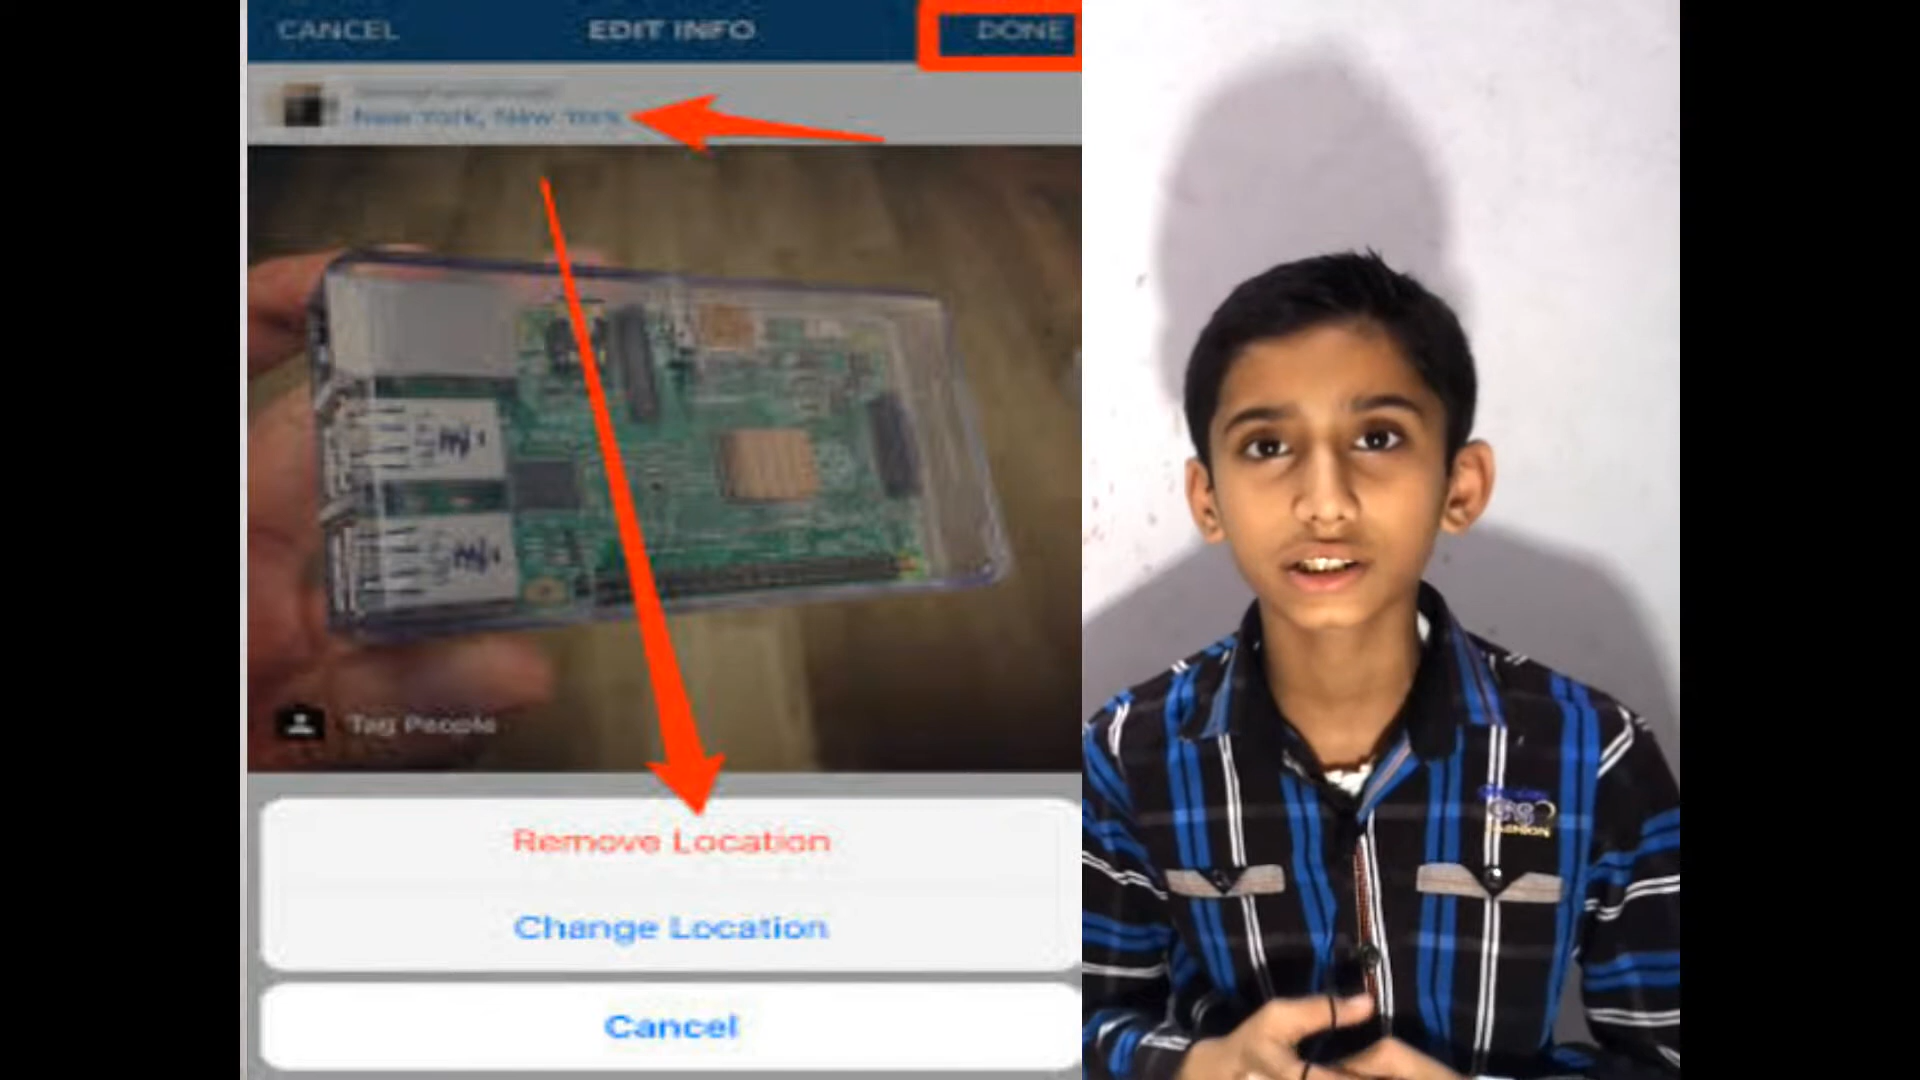 CANCEL EDIT INFO DONE
New York, New York
Tag People
Remove Location
Change Location
Cancel